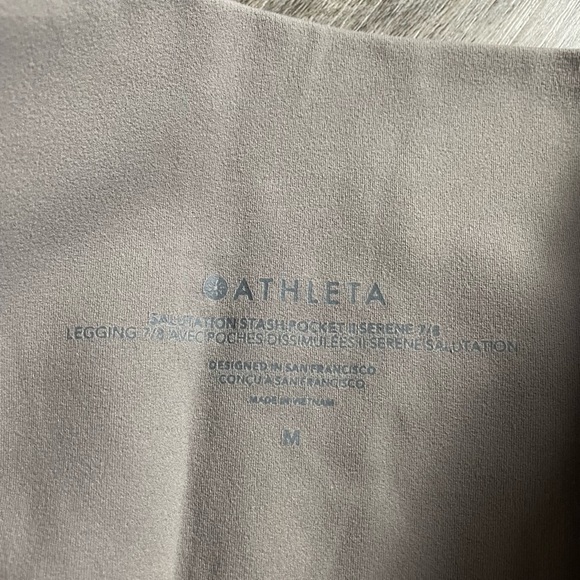 ATHLETA
SALUTATION STASH POCKET II SERENE 7/8
LEGGING 7/8 AVEC POCHES DISSIMULÉES II SERENE SALUTATION
DESIGNED IN SAN FRANCISCO
CONÇU À SAN FRANCISCO
MADE IN VIETNAM
M